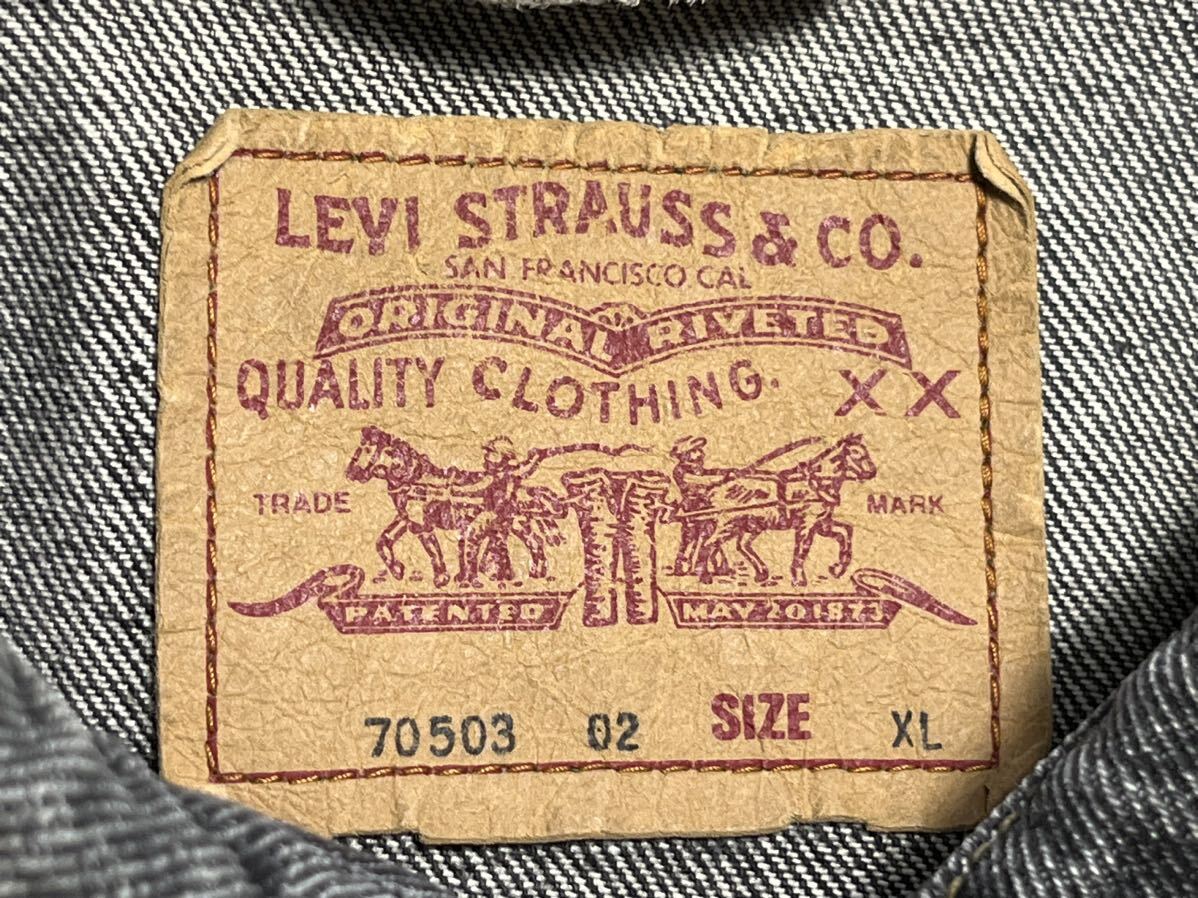 LEVI STRAUSS & CO.
SAN FRANCISCO CAL
ORIGINAL RIVETED
QUALITY CLOTHING. XX
TRADE MARK
PATENTED MAY 20 1873
70503 02 SIZE XL